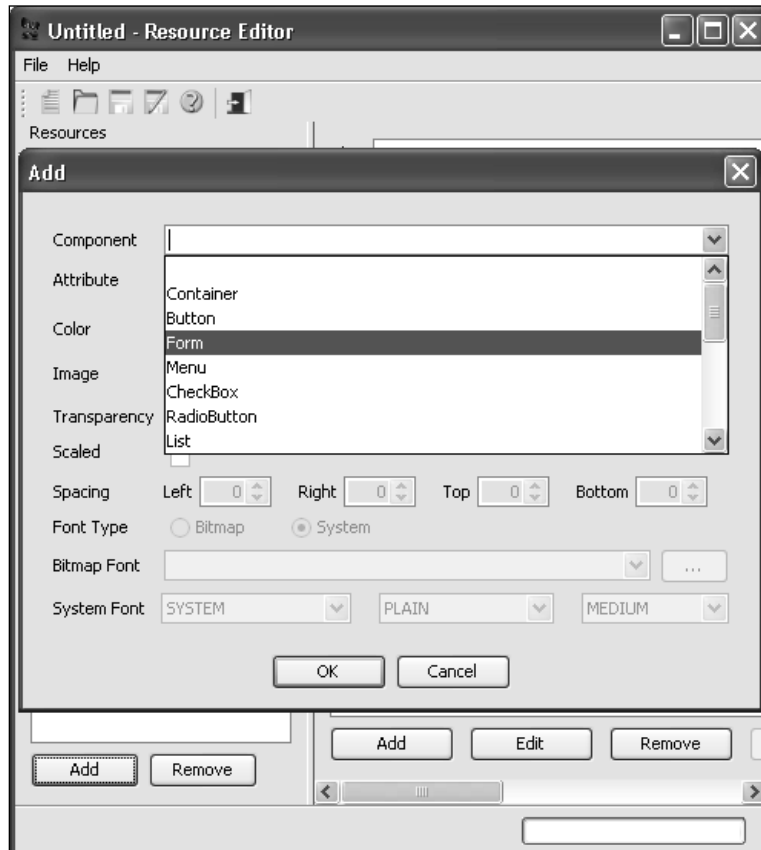 Untitled - Resource Editor
File Help
Resources
Add
Component
Attribute
Container
Button
Color
Form
Menu
Image
CheckBox
Transparency RadioButton
List
Scaled
Spacing Left 0 Right 0 Top 0 Bottom 0
Font Type Bitmap System
Bitmap Font ...
System Font SYSTEM PLAIN MEDIUM
OK Cancel
Add Edit Remove
Add Remove